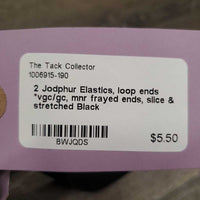 The Tack Collector
1006915-190
2 Jodphur Elastics, loop ends
*vgc/gc, mnr frayed ends, slice &
stretched Black
$5.50
BWJQDS